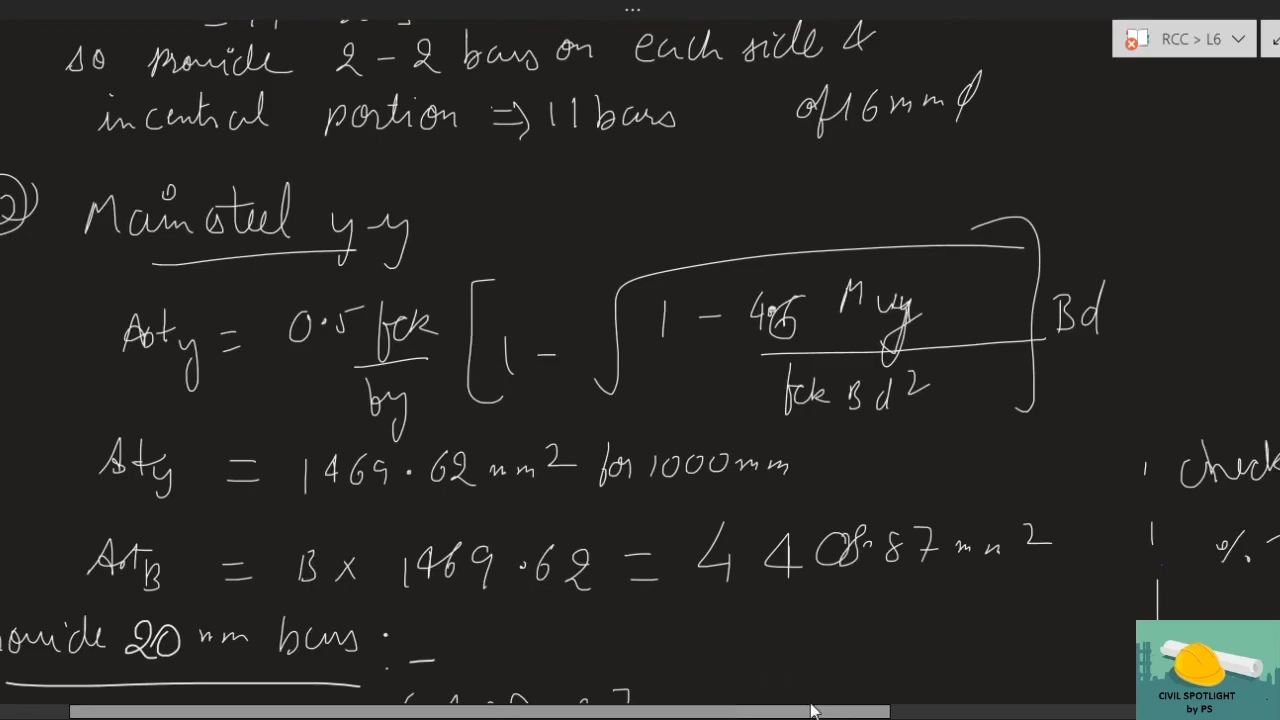 RCC > L6
so provide 2-2 bars on each side &
in central portion ⇒ 11 bars of 16mm φ
2) Main steel y-y
Asty = 0.5 fck / by [1 - √(1 - 4.6 Muy / fck Bd²)] Bd
Asty = 1469.62 mm² for 1000mm
check
AstB = B x 1469.62 = 4408.87 mm²
%
provide 20 mm bars :-
CIVIL SPOTLIGHT
by PS